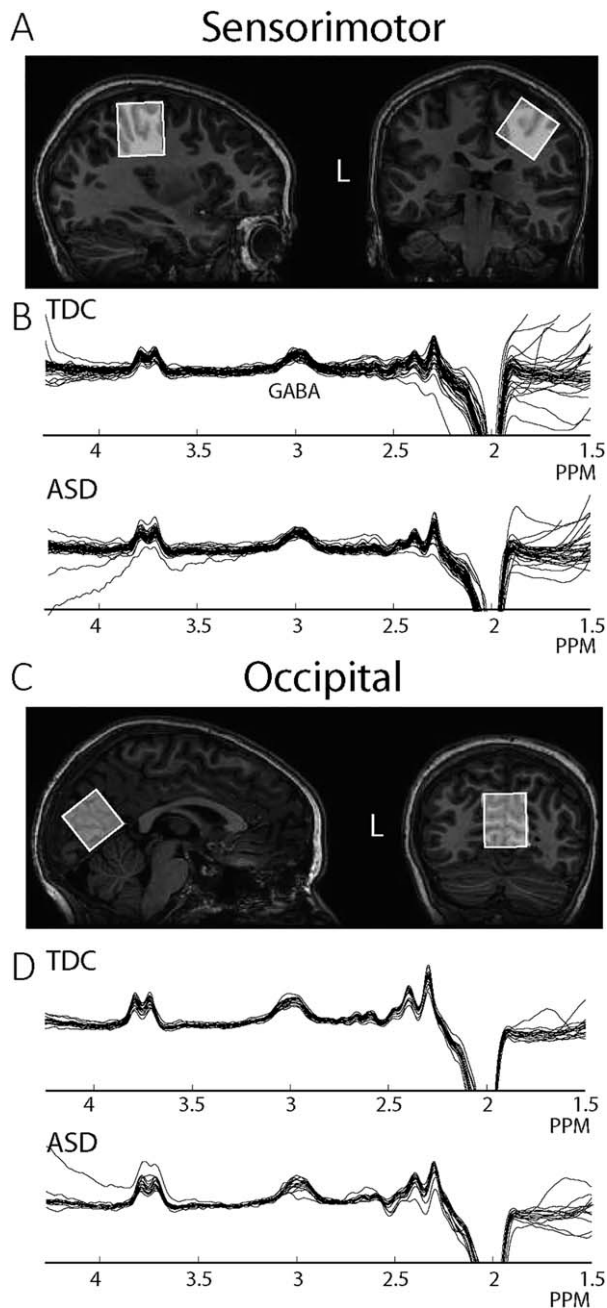 A Sensorimotor
L
B TDC
GABA
4 3.5 3 2.5 2 1.5
PPM
ASD
4 3.5 3 2.5 2 1.5
PPM
C Occipital
L
D TDC
4 3.5 3 2.5 2 1.5
PPM
ASD
4 3.5 3 2.5 2 1.5
PPM